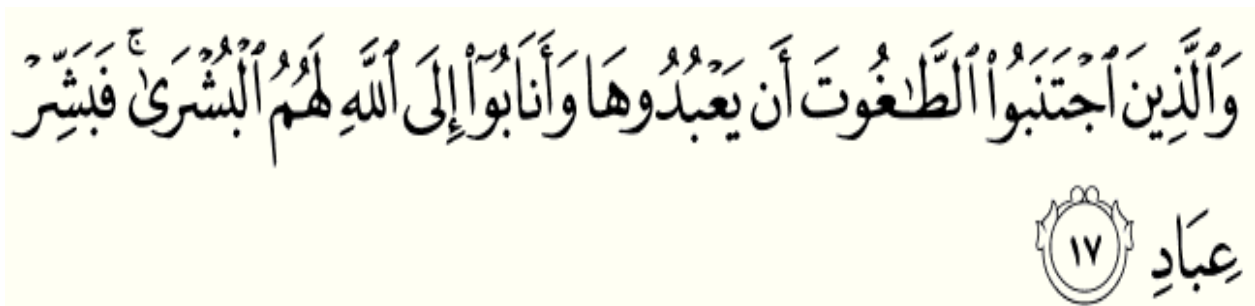 وَٱلَّذِينَ ٱجْتَنَبُوا۟ ٱلطَّـٰغُوتَ أَن يَعْبُدُوهَا وَأَنَابُوٓا۟ إِلَى ٱللَّهِ لَهُمُ ٱلْبُشْرَىٰ ۚ فَبَشِّرْ
عِبَادِ ١٧